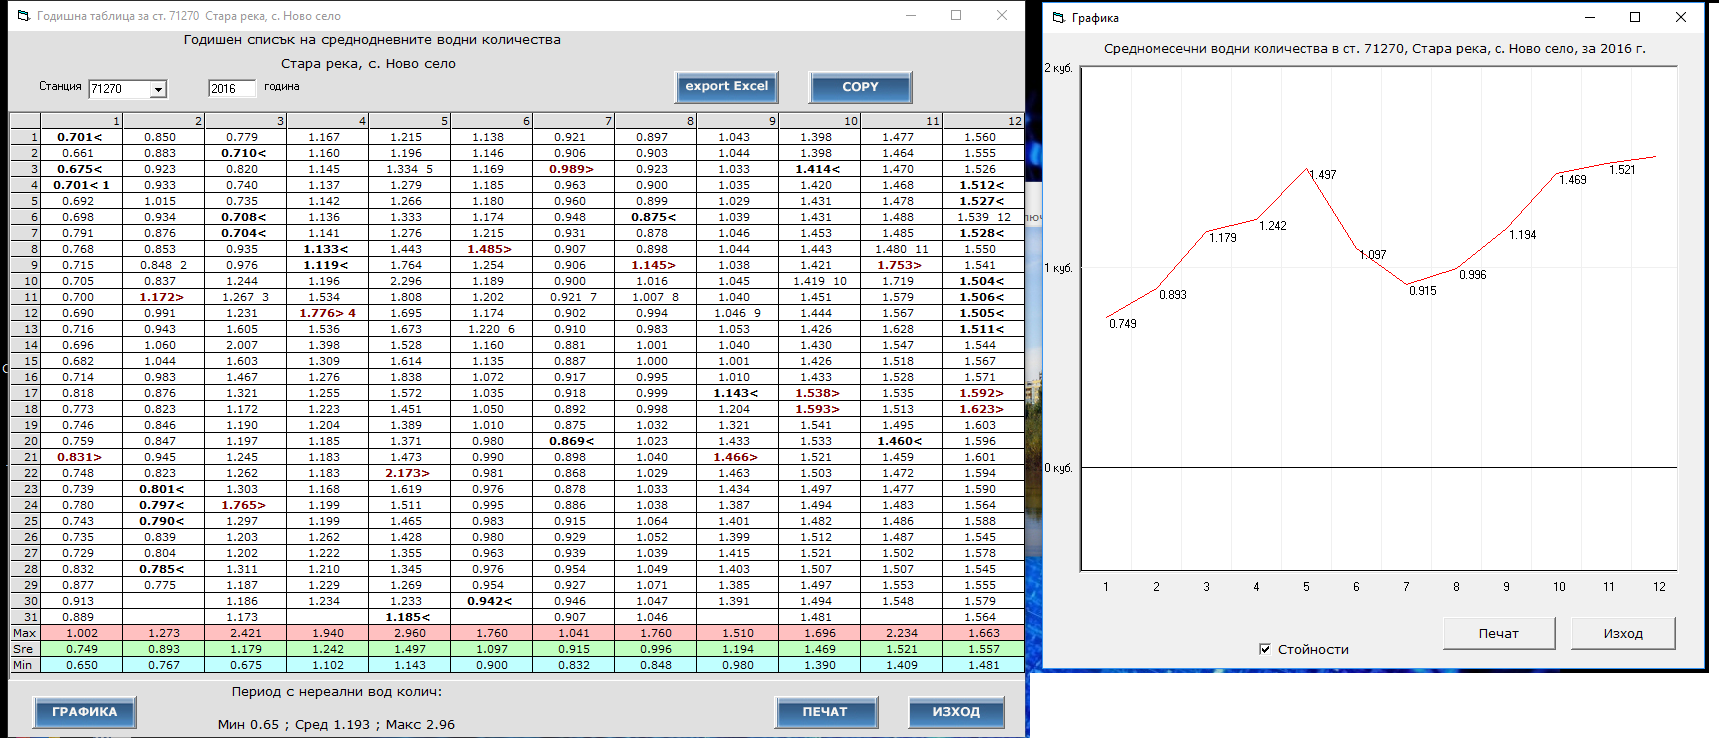 Годишна таблица за ст. 71270 Стара река, с. Ново село
Годишен списък на среднодневните водни количества
Стара река, с. Ново село
Станция 71270 2016 година export Excel COPY
1 2 3 4 5 6 7 8 9 10 11 12
1 0.701< 0.850 0.779 1.167 1.215 1.138 0.921 0.897 1.043 1.398 1.477 1.560
2 0.661 0.883 0.710< 1.160 1.196 1.146 0.906 0.903 1.044 1.398 1.464 1.555
3 0.675< 0.923 0.820 1.145 1.334 5 1.169 0.989> 0.923 1.033 1.414< 1.470 1.526
4 0.701< 1 0.933 0.740 1.137 1.279 1.185 0.963 0.900 1.035 1.420 1.468 1.512<
5 0.692 1.015 0.735 1.142 1.266 1.180 0.960 0.899 1.029 1.431 1.478 1.527<
6 0.698 0.934 0.708< 1.136 1.333 1.174 0.948 0.875< 1.039 1.431 1.488 1.539 12
7 0.791 0.876 0.704< 1.141 1.276 1.215 0.931 0.878 1.046 1.453 1.485 1.528<
8 0.768 0.853 0.935 1.133< 1.443 1.485> 0.907 0.898 1.044 1.443 1.480 11 1.550
9 0.715 0.848 2 0.976 1.119< 1.764 1.254 0.906 1.145> 1.038 1.421 1.753> 1.541
10 0.705 0.837 1.244 1.196 2.296 1.189 0.900 1.016 1.045 1.419 10 1.719 1.504<
11 0.700 1.172> 1.267 3 1.534 1.808 1.202 0.921 7 1.007 8 1.040 1.451 1.579 1.506<
12 0.690 0.991 1.231 1.776> 4 1.695 1.174 0.902 0.994 1.046 9 1.444 1.567 1.505<
13 0.716 0.943 1.605 1.536 1.673 1.220 6 0.910 0.983 1.053 1.426 1.628 1.511<
14 0.696 1.060 2.007 1.398 1.528 1.160 0.881 1.001 1.040 1.430 1.547 1.544
15 0.682 1.044 1.603 1.309 1.614 1.135 0.887 1.000 1.001 1.426 1.518 1.567
16 0.714 0.983 1.467 1.276 1.838 1.072 0.917 0.995 1.010 1.433 1.528 1.571
17 0.818 0.876 1.321 1.255 1.572 1.035 0.918 0.999 1.143< 1.538> 1.535 1.592>
18 0.773 0.823 1.172 1.223 1.451 1.050 0.892 0.998 1.204 1.593> 1.513 1.623>
19 0.746 0.846 1.190 1.204 1.389 1.010 0.875 1.032 1.321 1.541 1.495 1.603
20 0.759 0.847 1.197 1.185 1.371 0.980 0.869< 1.023 1.433 1.533 1.460< 1.596
21 0.831> 0.945 1.245 1.183 1.473 0.990 0.898 1.040 1.466> 1.521 1.459 1.601
22 0.748 0.823 1.262 1.183 2.173> 0.981 0.868 1.029 1.463 1.503 1.472 1.594
23 0.739 0.801< 1.303 1.168 1.619 0.976 0.878 1.033 1.434 1.497 1.477 1.590
24 0.780 0.797< 1.765> 1.199 1.511 0.995 0.886 1.038 1.387 1.494 1.483 1.564
25 0.743 0.790< 1.297 1.199 1.465 0.983 0.915 1.064 1.401 1.482 1.486 1.588
26 0.735 0.839 1.203 1.262 1.428 0.980 0.929 1.052 1.399 1.512 1.487 1.545
27 0.729 0.804 1.202 1.222 1.355 0.963 0.939 1.039 1.415 1.521 1.502 1.578
28 0.832 0.785< 1.311 1.210 1.345 0.976 0.954 1.049 1.403 1.507 1.507 1.545
29 0.877 0.775 1.187 1.229 1.269 0.954 0.927 1.071 1.385 1.497 1.553 1.555
30 0.913 1.186 1.234 1.233 0.942< 0.946 1.047 1.391 1.494 1.548 1.579
31 0.889 1.173 1.185< 0.907 1.046 1.481 1.564
Max 1.002 1.273 2.421 1.940 2.960 1.760 1.041 1.760 1.510 1.696 2.234 1.663
Sre 0.749 0.893 1.179 1.242 1.497 1.097 0.915 0.996 1.194 1.469 1.521 1.557
Min 0.650 0.767 0.675 1.102 1.143 0.900 0.832 0.848 0.980 1.390 1.409 1.481
Период с нереални вод колич:
Мин 0.65 ; Сред 1.193 ; Макс 2.96
ГРАФИКА ПЕЧАТ ИЗХОД
Графика
Средномесечни водни количества в ст. 71270, Стара река, с. Ново село, за 2016 г.
2 куб.
1.497
1.469
1.521
1.179
1.242
1.194
1.097
1 куб.
0.749
0.893
0.915
0.996
0 куб.
1 2 3 4 5 6 7 8 9 10 11 12
Стойности Печат Изход